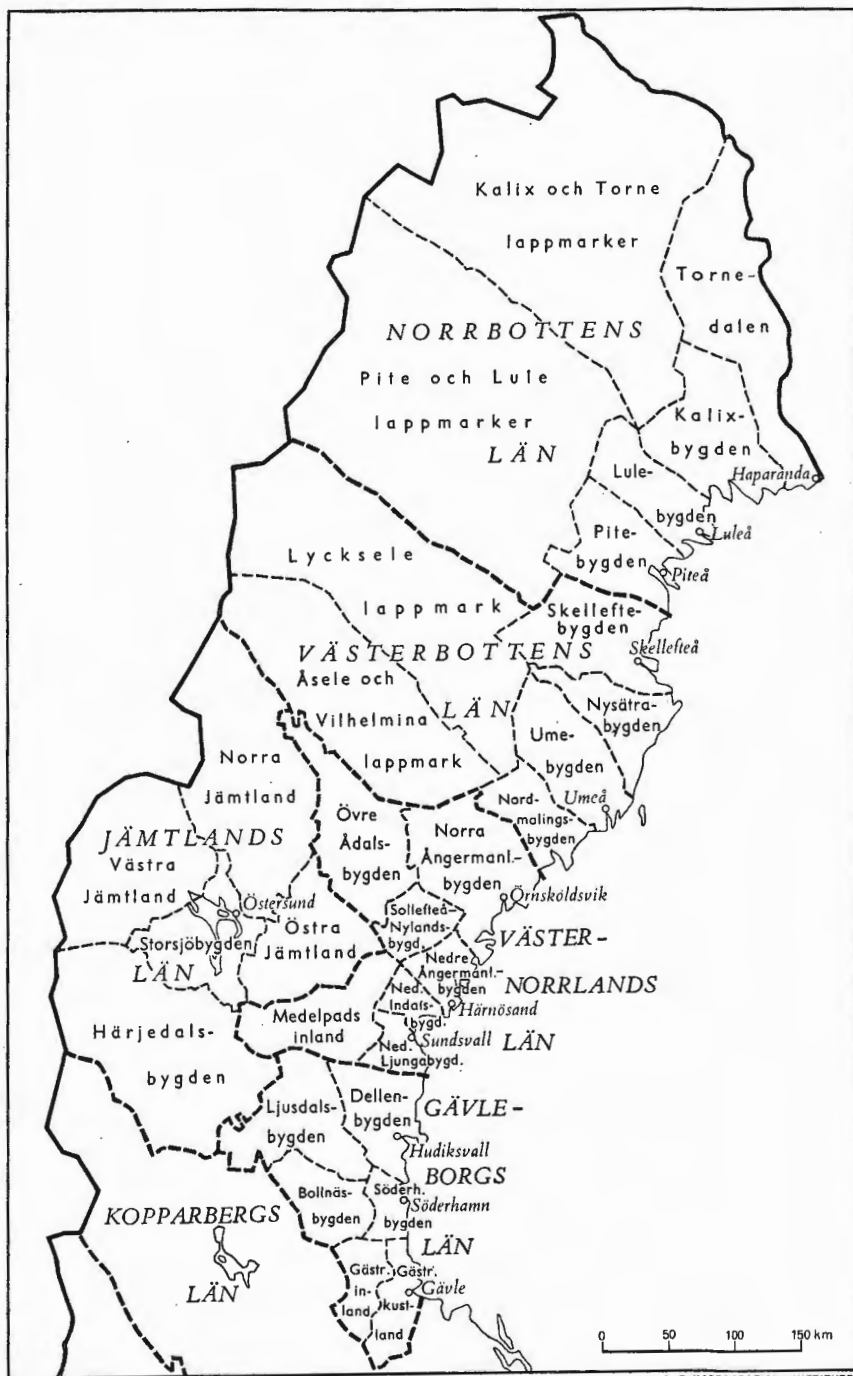 Kalix och Torne
lappmarker
Torne-
dalen
NORRBOTTENS
LÄN
Pite och Lule
lappmarker
Kalix-
bygden
Haparanda
Lule-
bygden
Luleå
Pite-
bygden
Piteå
Lycksele
lappmark
Skellefte-
bygden
Skellefteå
VÄSTERBOTTENS
LÄN
Åsele och
Vilhelmina
lappmark
Nysätra-
bygden
Ume-
bygden
Umeå
Nord-
malings-
bygden
Norra
Jämtland
JÄMTLANDS
LÄN
Västra
Jämtland
Östersund
Storsjöbygden
Östra
Jämtland
Övre
Ådals-
bygden
Norra
Ångermanl.-
bygden
Örnsköldsvik
Sollefteå-
Nylands-
bygd.
VÄSTER-
NORRLANDS
LÄN
Nedre
Ångermanl.-
bygden
Härnösand
Ned.
Indals-
bygd.
Sundsvall
Ned.
Ljungabygd.
Medelpads
inland
Härjedals-
bygden
Ljusdals-
bygden
Dellen-
bygden
GÄVLE-
BORGS
LÄN
Hudiksvall
Bollnäs-
bygden
Söderh.
bygden
Söderhamn
KOPPARBERGS
LÄN
Gästr.
in-
land
Gästr.
kust-
land
Gävle
0 50 100 150 km